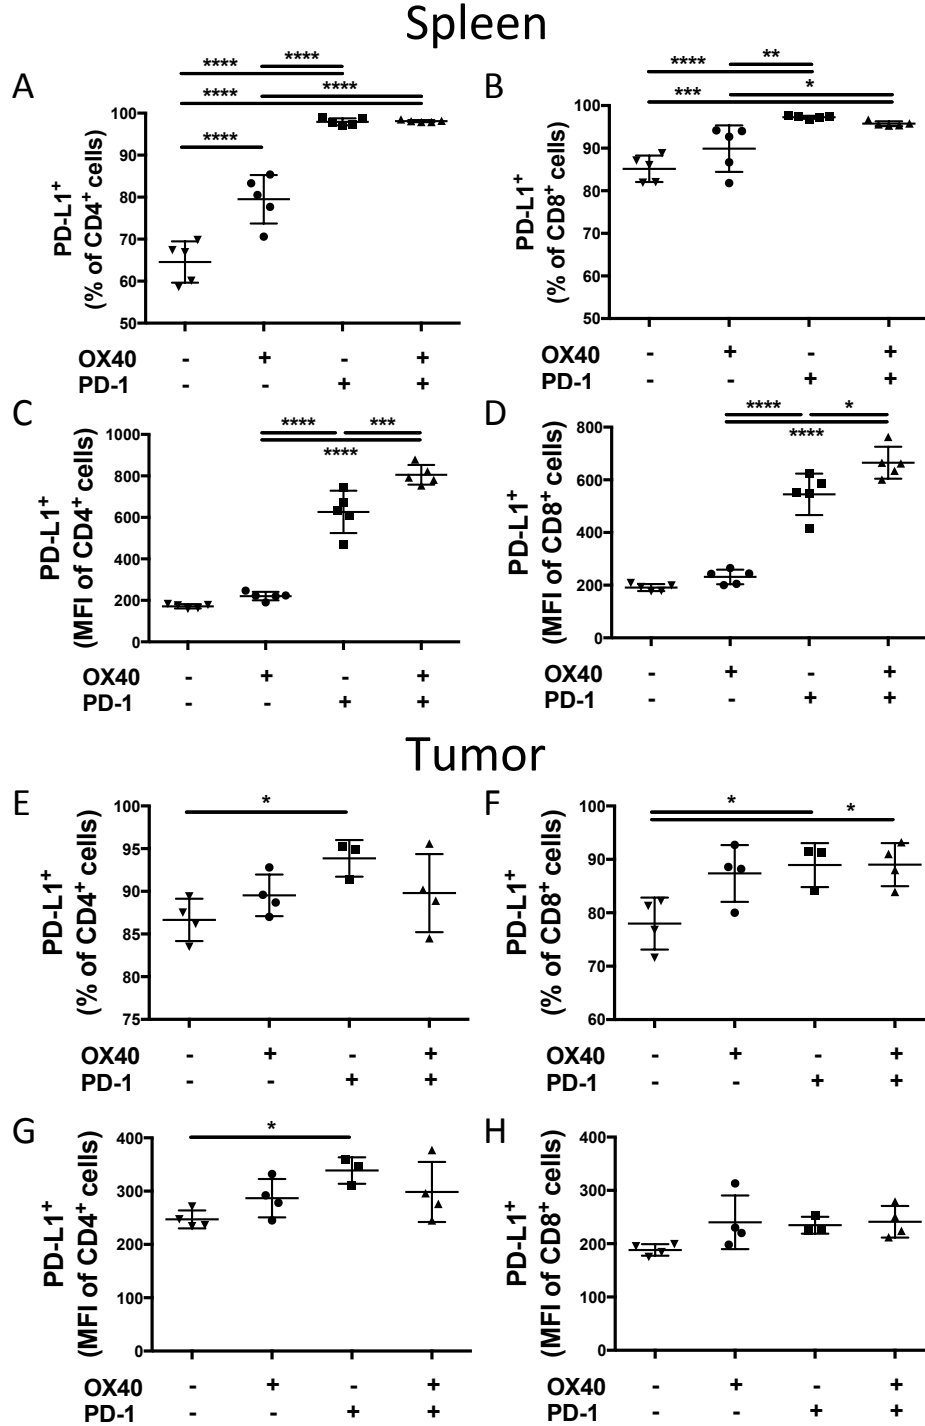 Spleen
A
**** ****
**** ****
****
PD-L1+
(% of CD4+ cells)
100
90
80
70
60
50
OX40 - + - +
PD-1 - - + +
B
**** **
*** *
PD-L1+
(% of CD8+ cells)
100
90
80
70
60
50
OX40 - + - +
PD-1 - - + +
C
**** ***
****
PD-L1+
(MFI of CD4+ cells)
1000
800
600
400
200
0
OX40 - + - +
PD-1 - - + +
D
**** *
****
PD-L1+
(MFI of CD8+ cells)
800
600
400
200
0
OX40 - + - +
PD-1 - - + +
Tumor
E
*
PD-L1+
(% of CD4+ cells)
100
95
90
85
80
75
OX40 - + - +
PD-1 - - + +
F
* *
PD-L1+
(% of CD8+ cells)
100
90
80
70
60
OX40 - + - +
PD-1 - - + +
G
*
PD-L1+
(MFI of CD4+ cells)
400
300
200
100
0
OX40 - + - +
PD-1 - - + +
H
PD-L1+
(MFI of CD8+ cells)
400
300
200
100
0
OX40 - + - +
PD-1 - - + +